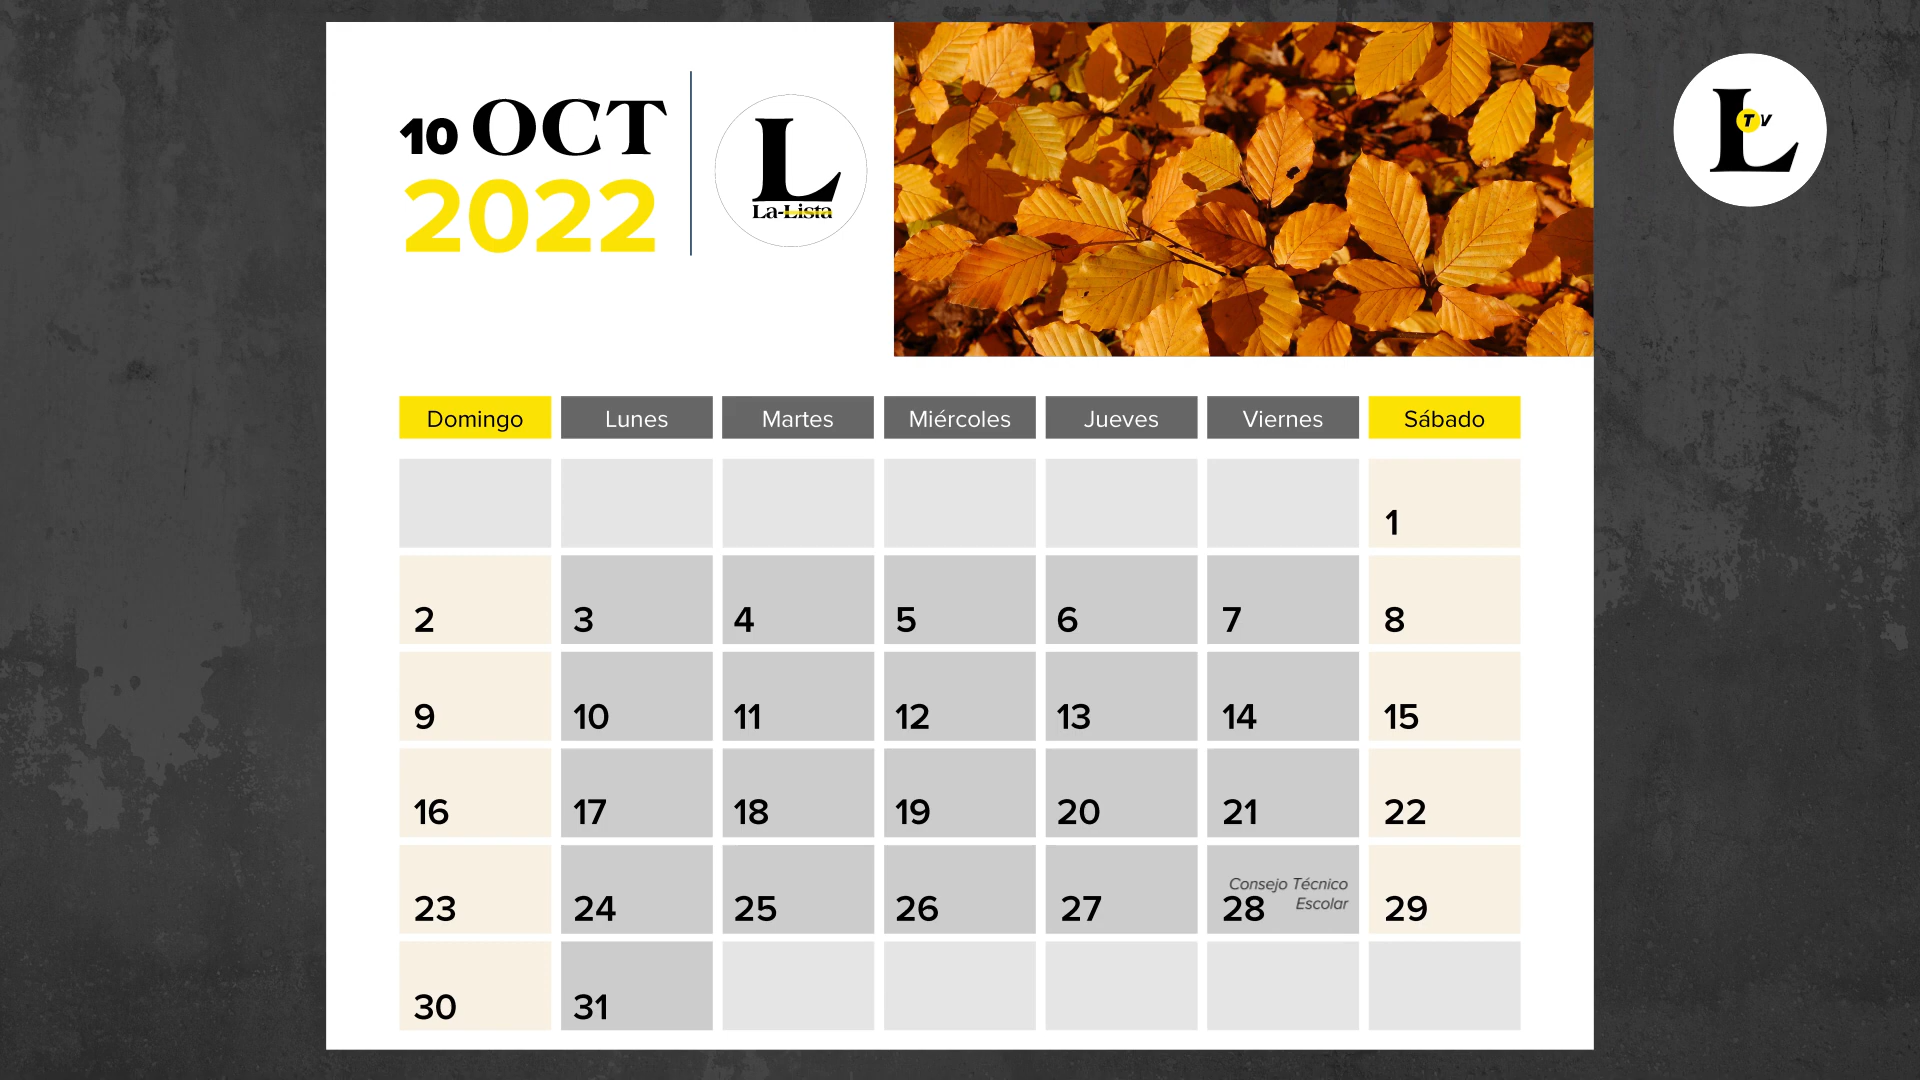 10 OCT
2022
L
La-Lista
L TV
Domingo Lunes Martes Miércoles Jueves Viernes Sábado
1
2 3 4 5 6 7 8
9 10 11 12 13 14 15
16 17 18 19 20 21 22
Consejo Técnico
23 24 25 26 27 28 Escolar 29
30 31